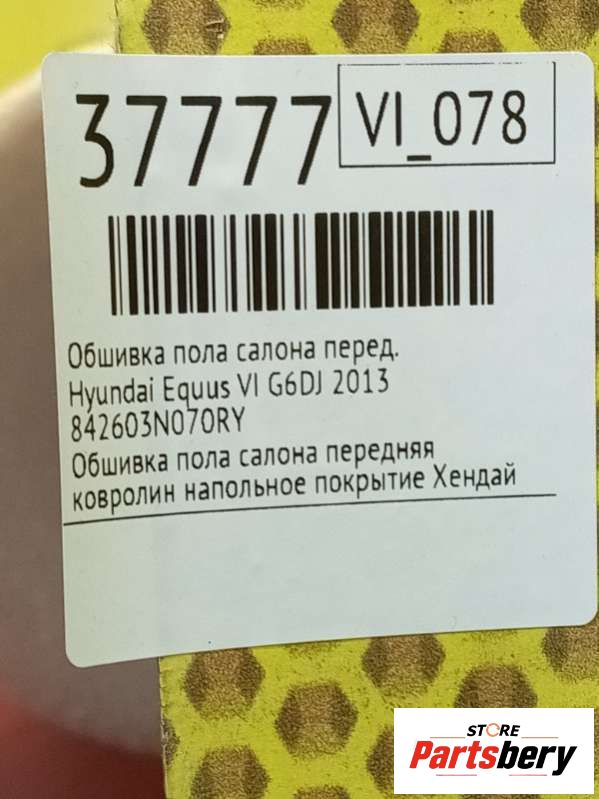 37777
VI_078
Обшивка пола салона перед.
Hyundai Equus VI G6DJ 2013
842603N070RY
Обшивка пола салона передняя
ковролин напольное покрытие Хендай
STORE
Partsbery